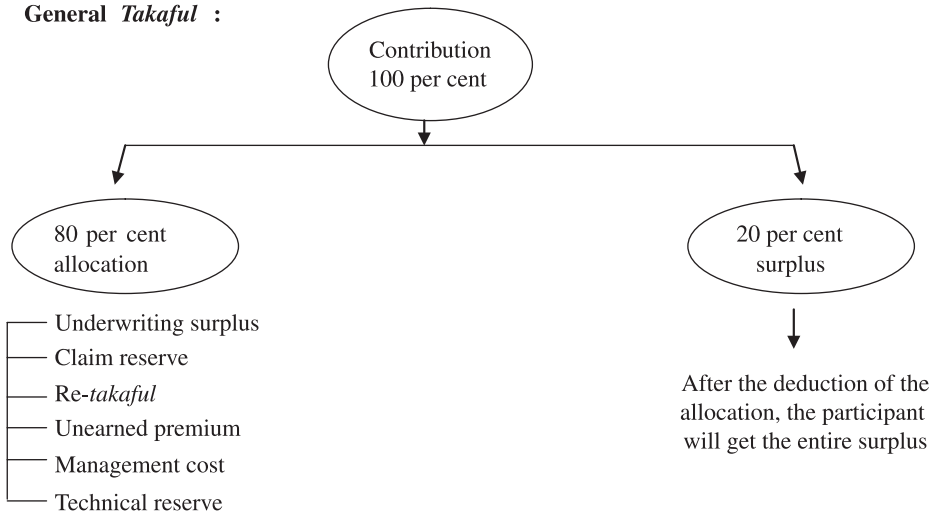 General Takaful :
Contribution
100 per cent
80 per cent
allocation
20 per cent
surplus
Underwriting surplus
Claim reserve
Re-takaful
Unearned premium
Management cost
Technical reserve
After the deduction of the
allocation, the participant
will get the entire surplus